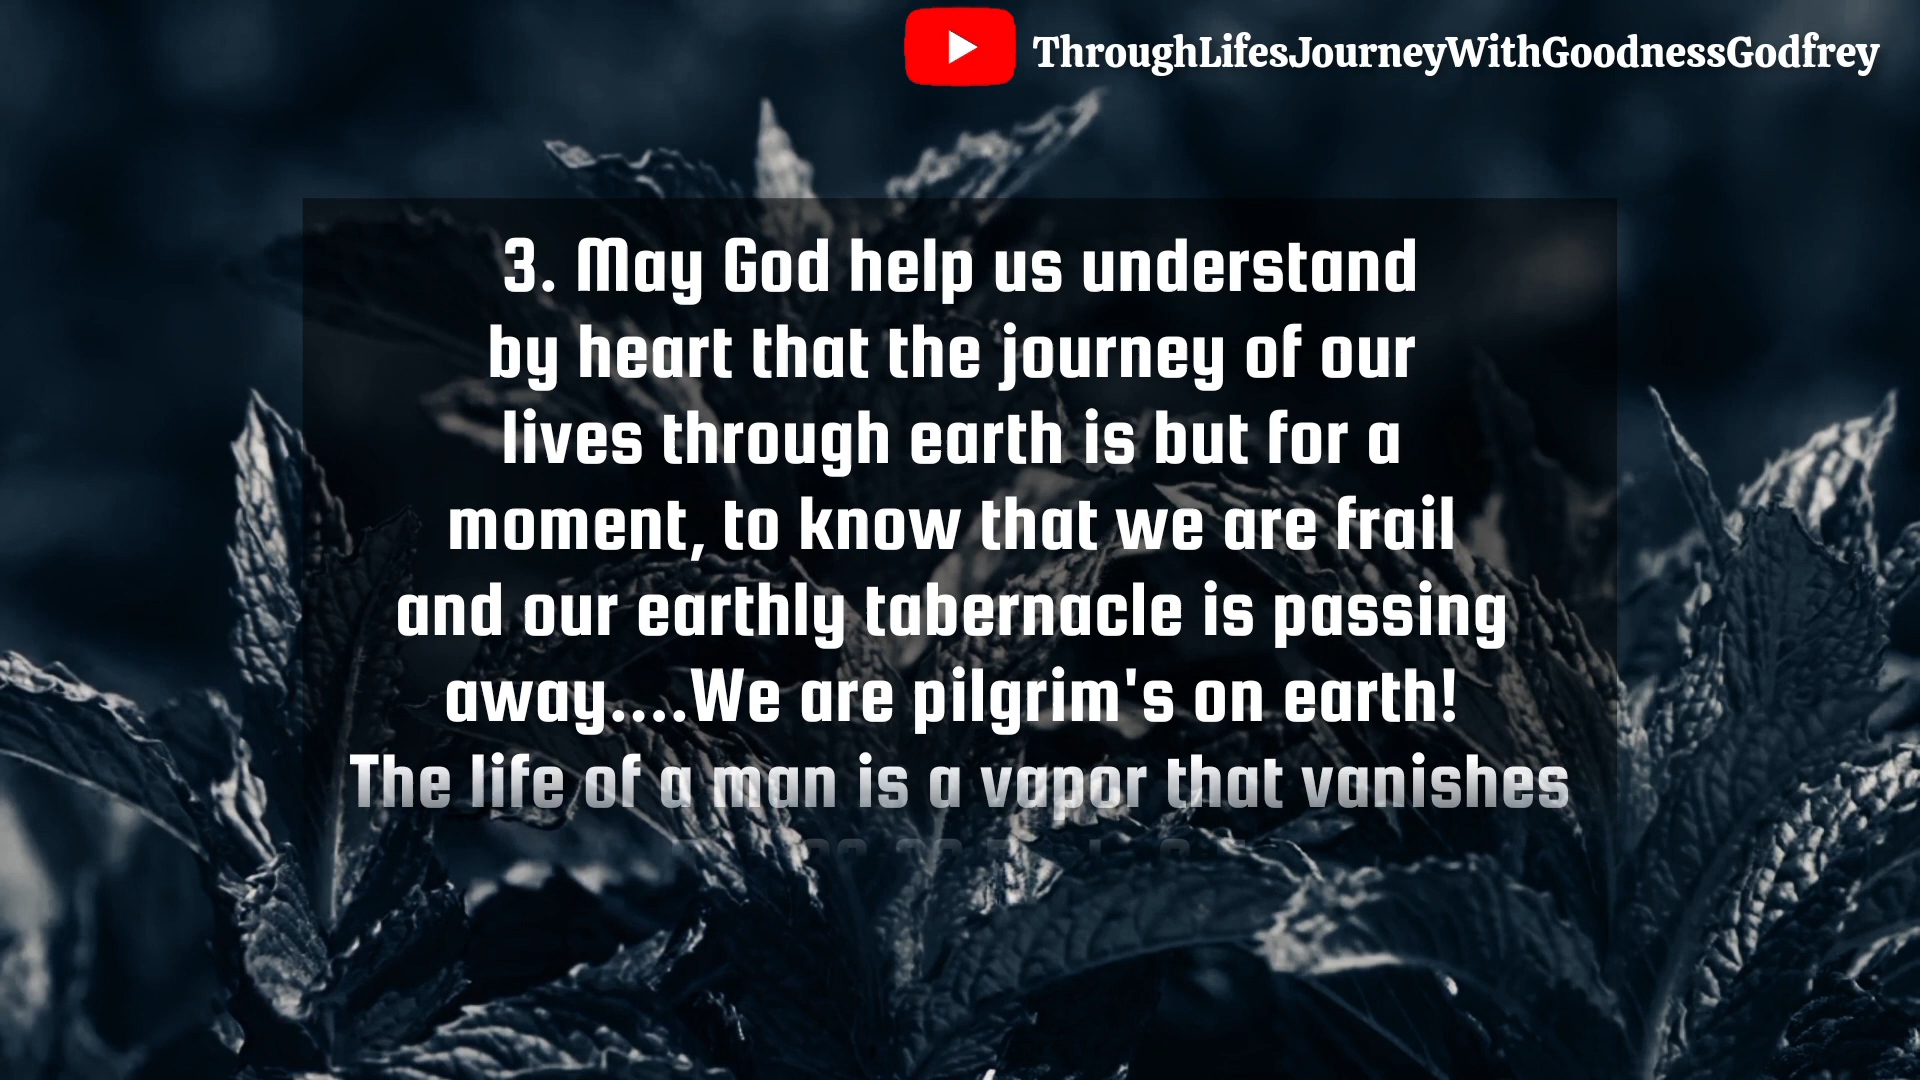 ThroughLifesJourneyWithGoodnessGodfrey
3. May God help us understand
by heart that the journey of our
lives through earth is but for a
moment, to know that we are frail
and our earthly tabernacle is passing
away....We are pilgrim's on earth!
The life of a man is a vapor that vanishes